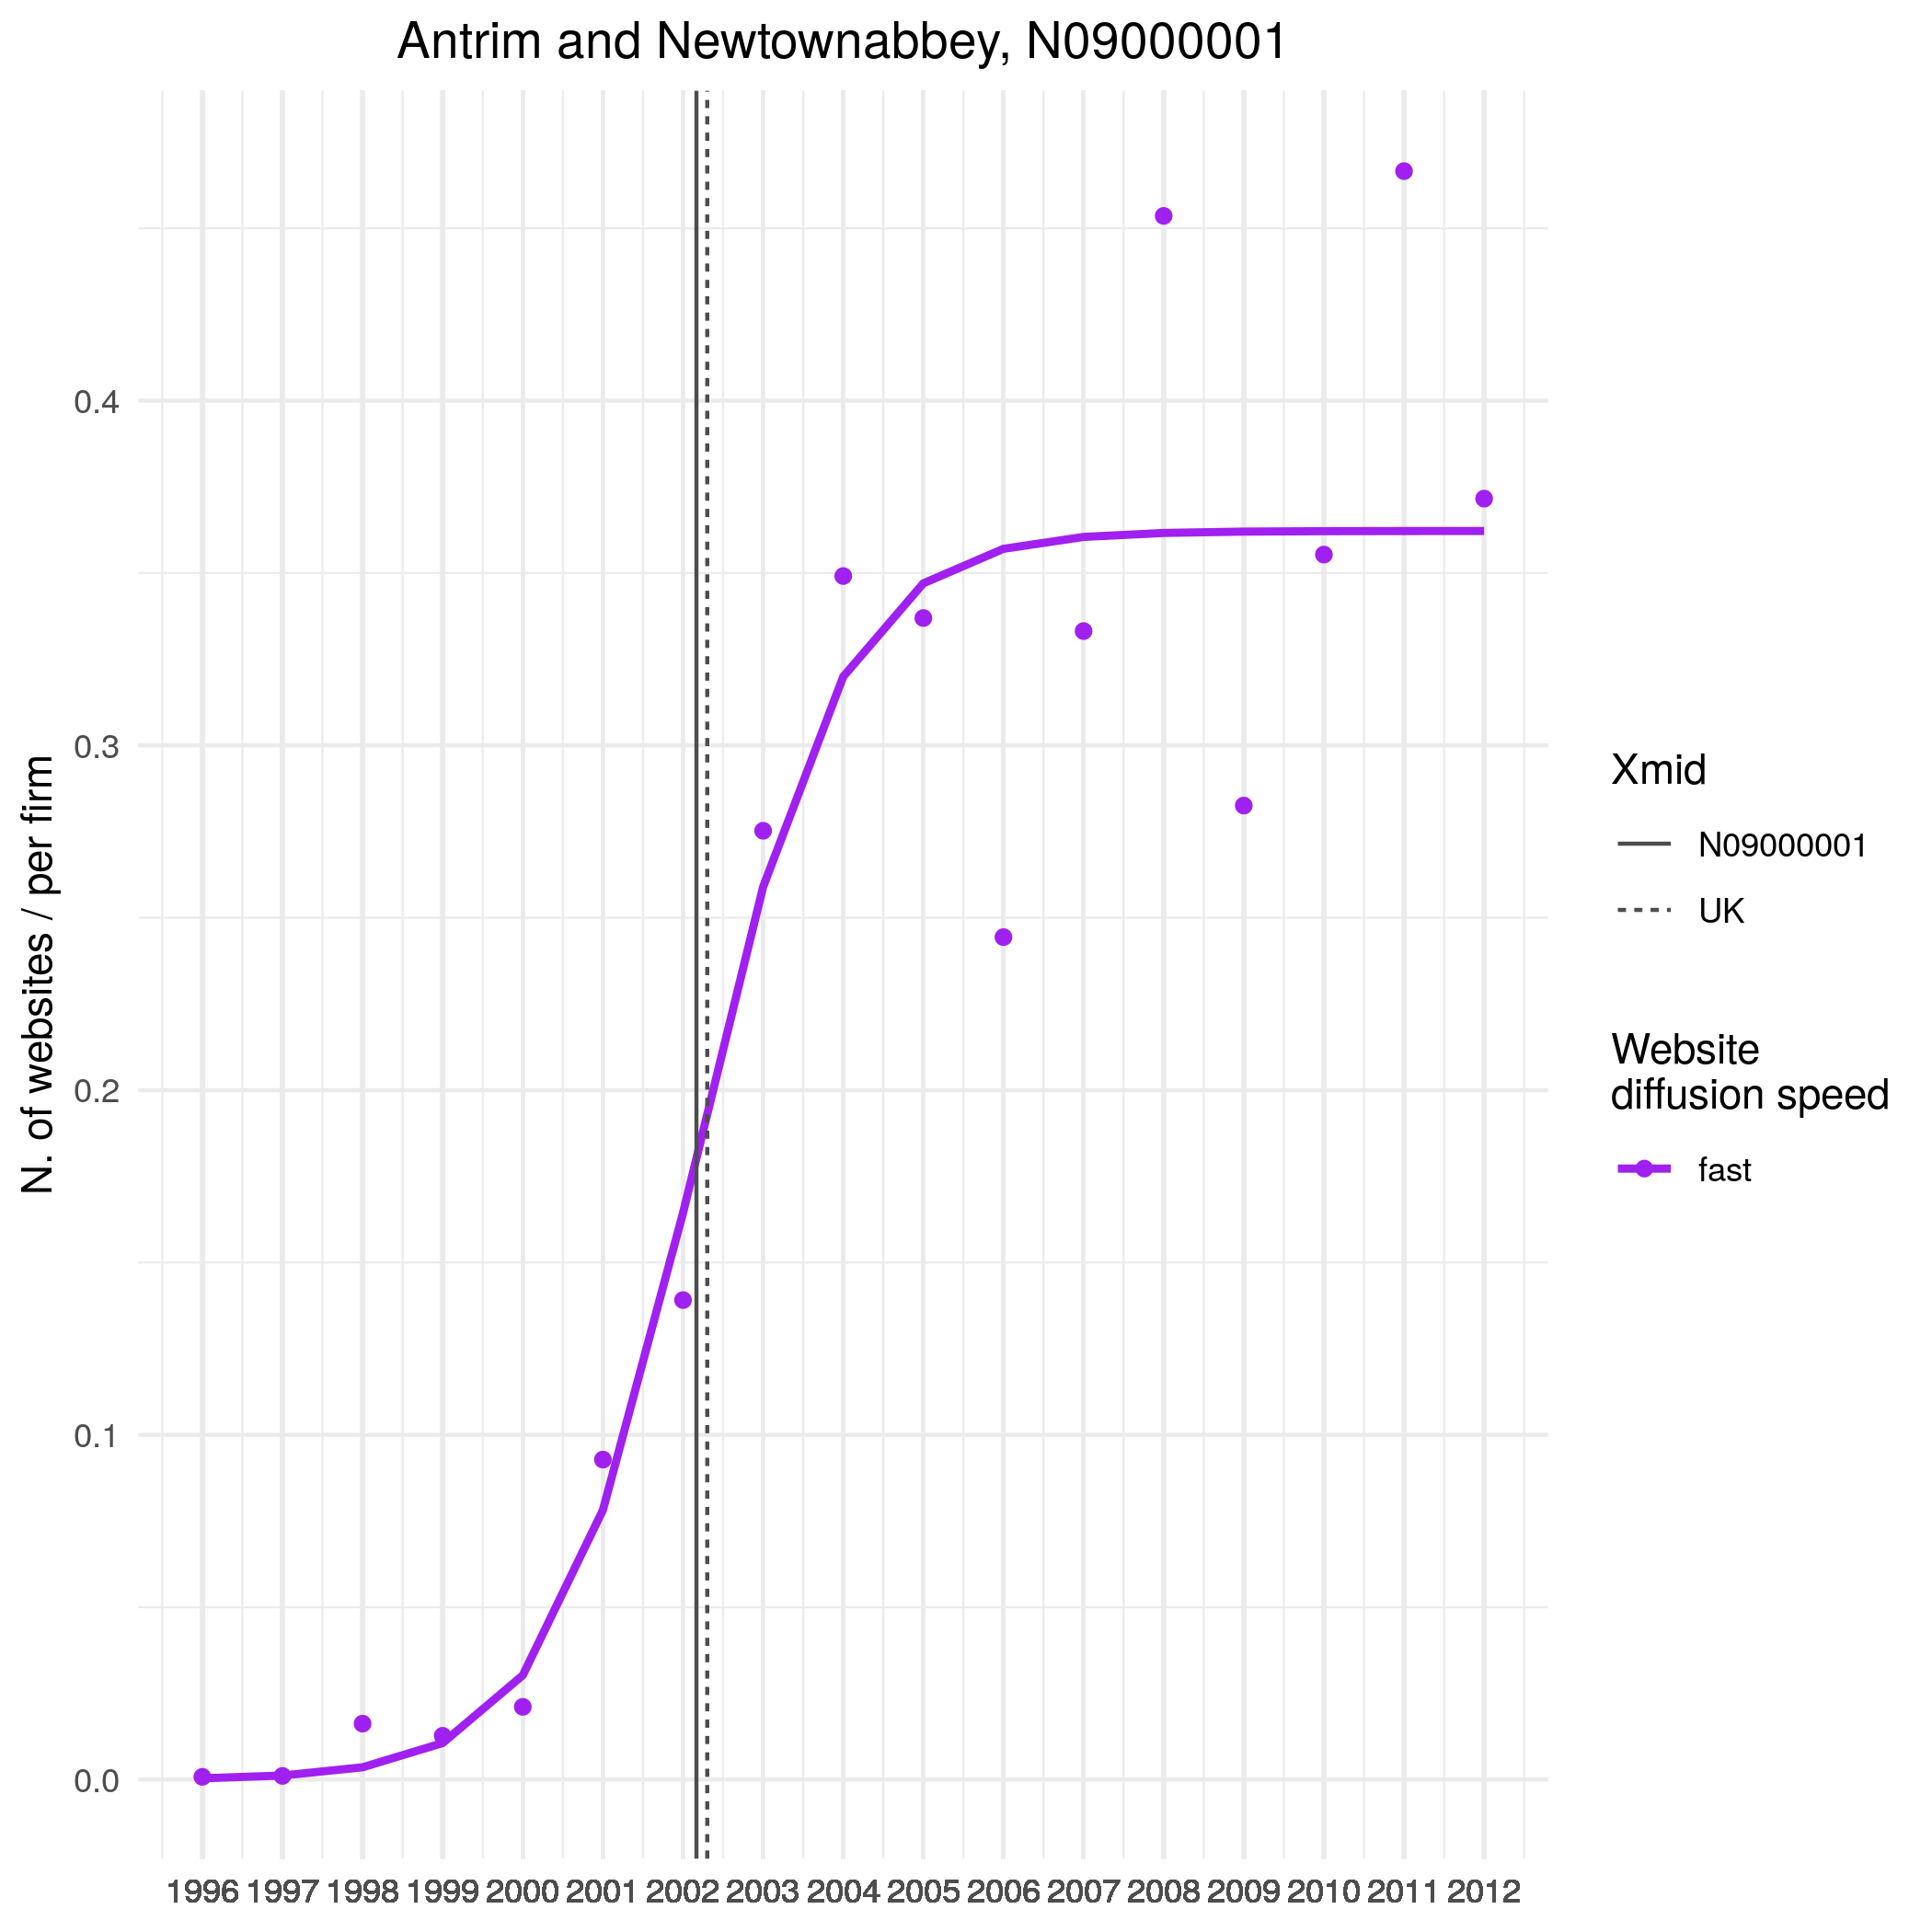 Antrim and Newtownabbey, N09000001
N. of websites / per firm
0.4
0.3
0.2
0.1
0.0
1996 1997 1998 1999 2000 2001 2002 2003 2004 2005 2006 2007 2008 2009 2010 2011 2012
Xmid
N09000001
UK
Website
diffusion speed
fast